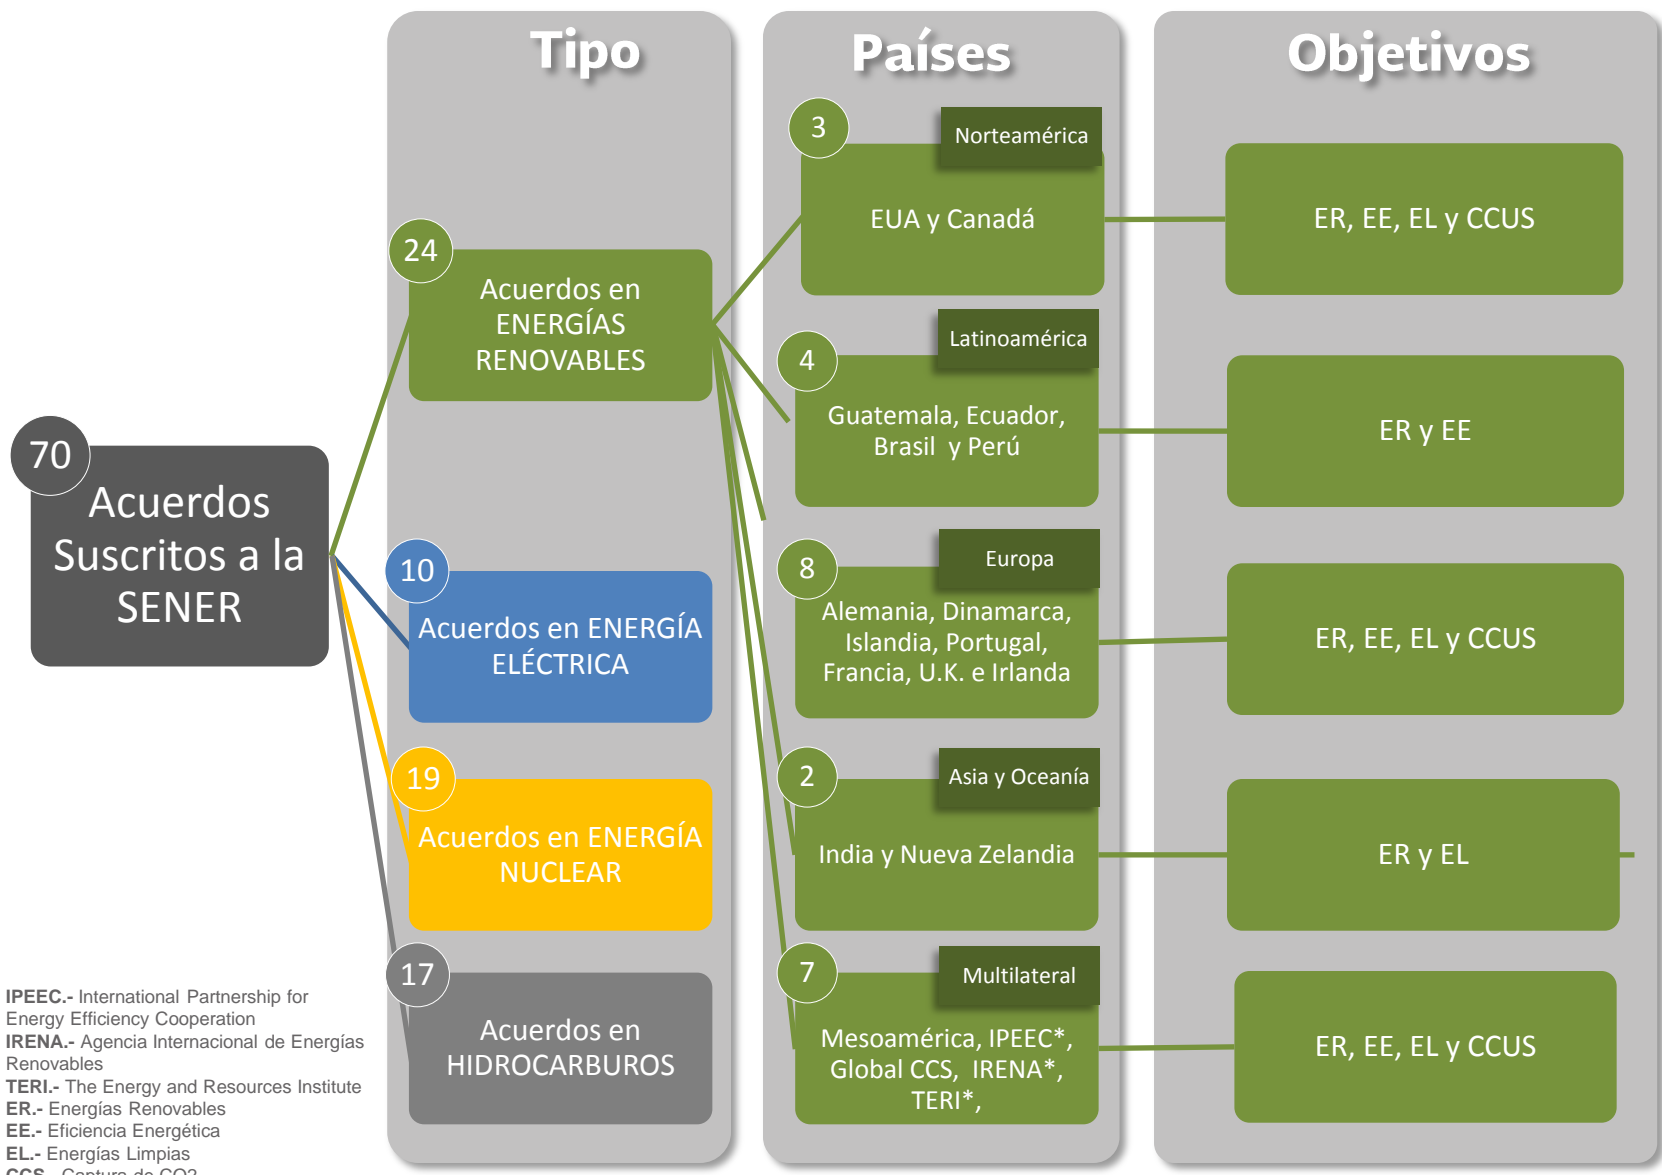 Tipo
Países
Objetivos
70
Acuerdos
Suscritos a la
SENER
24
Acuerdos en
ENERGÍAS
RENOVABLES
10
Acuerdos en ENERGÍA
ELÉCTRICA
19
Acuerdos en ENERGÍA
NUCLEAR
17
Acuerdos en
HIDROCARBUROS
3
Norteamérica
EUA y Canadá
ER, EE, EL y CCUS
4
Latinoamérica
Guatemala, Ecuador,
Brasil y Perú
ER y EE
8
Europa
Alemania, Dinamarca,
Islandia, Portugal,
Francia, U.K. e Irlanda
ER, EE, EL y CCUS
2
Asia y Oceanía
India y Nueva Zelandia
ER y EL
7
Multilateral
Mesoamérica, IPEEC*,
Global CCS, IRENA*,
TERI*,
ER, EE, EL y CCUS
IPEEC.- International Partnership for
Energy Efficiency Cooperation
IRENA.- Agencia Internacional de Energías
Renovables
TERI.- The Energy and Resources Institute
ER.- Energías Renovables
EE.- Eficiencia Energética
EL.- Energías Limpias
CCS.- Captura de CO2